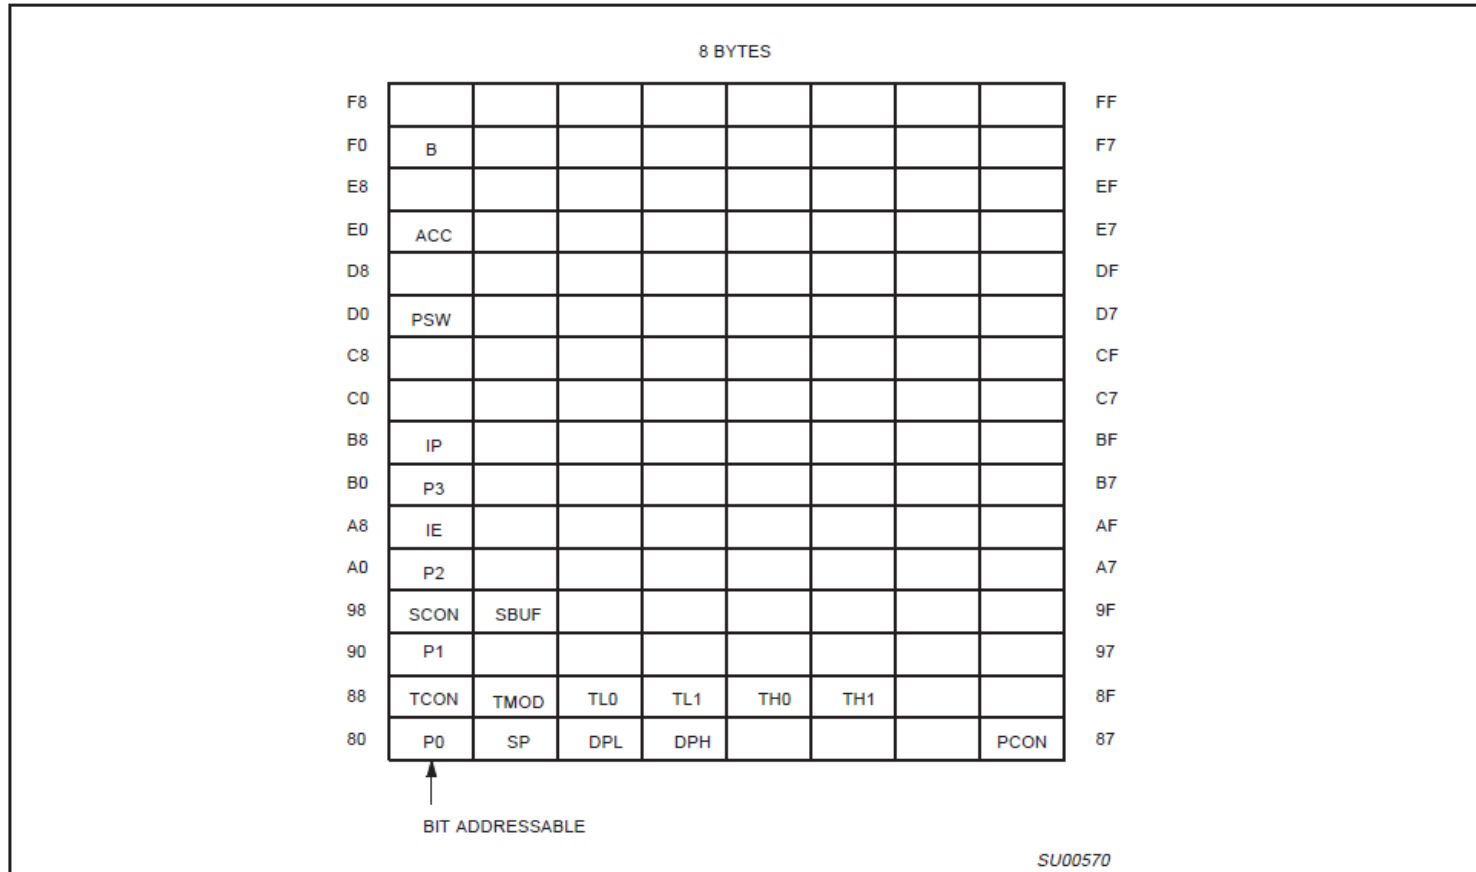 8 BYTES
F8 FF
F0 B F7
E8 EF
E0 ACC E7
D8 DF
D0 PSW D7
C8 CF
C0 C7
B8 IP BF
B0 P3 B7
A8 IE AF
A0 P2 A7
98 SCON SBUF 9F
90 P1 97
88 TCON TMOD TL0 TL1 TH0 TH1 8F
80 P0 SP DPL DPH PCON 87
BIT ADDRESSABLE
SU00570